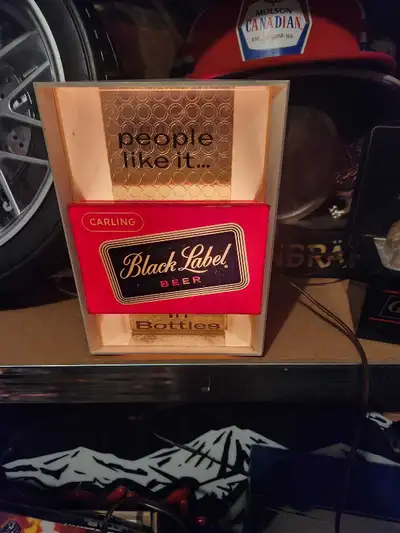 MOLSON
CANADIAN
people
like it...
CARLING
Black Label
BEER
in
Bottles